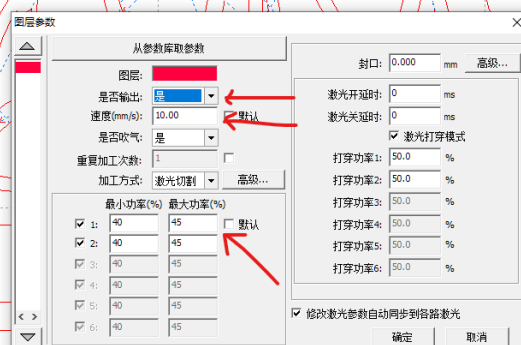 图层参数
从参数库取参数
图层:
是否输出: 是
速度(mm/s): 10.00 默认
是否吹气: 是
重复加工次数: 1
加工方式: 激光切割 高级...
最小功率(%) 最大功率(%)
1: 40 45 默认
2: 40 45
3: 40 45
4: 40 45
5: 40 45
6: 40 45
封口: 0.000 mm 高级...
激光开延时: 0 ms
激光关延时: 0 ms
激光打穿模式
打穿功率1: 50.0 %
打穿功率2: 50.0 %
打穿功率3: 50.0 %
打穿功率4: 50.0 %
打穿功率5: 50.0 %
打穿功率6: 50.0 %
修改激光参数自动同步到各路激光
确定 取消